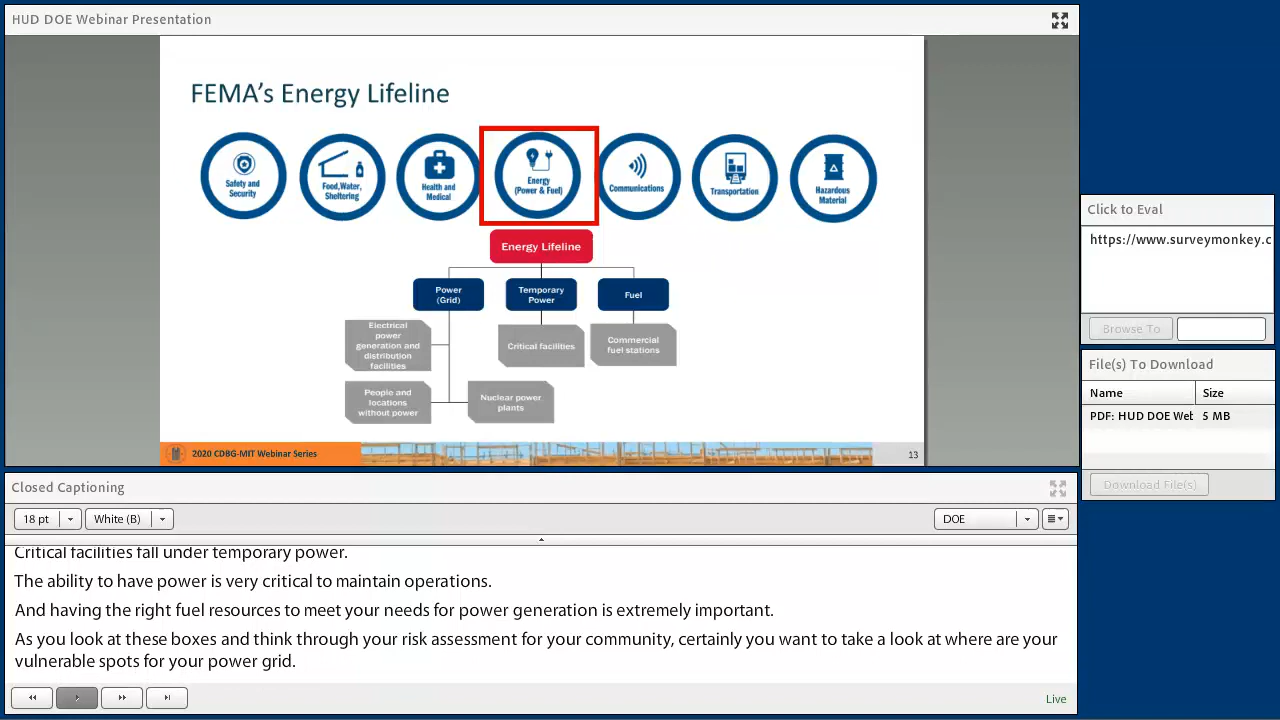 HUD DOE Webinar Presentation
FEMA's Energy Lifeline
Safety and
Security
Food,Water,
Sheltering
Health and
Medical
Energy
(Power & Fuel)
Communications
Transportation
Hazardous
Material
Energy Lifeline
Power
(Grid)
Temporary
Power
Fuel
Electrical
power
generation and
distribution
facilities
Critical facilities
Commercial
fuel stations
People and
locations
without power
Nuclear power
plants
2020 CDBG-MIT Webinar Series
13
Click to Eval
https://www.surveymonkey.c
Browse To
File(s) To Download
Name
Size
PDF: HUD DOE Wel
5 MB
Download File(s)
Closed Captioning
18 pt
White (B)
DOE
Critical facilities fall under temporary power.
The ability to have power is very critical to maintain operations.
And having the right fuel resources to meet your needs for power generation is extremely important.
As you look at these boxes and think through your risk assessment for your community, certainly you want to take a look at where are your
vulnerable spots for your power grid.
Live